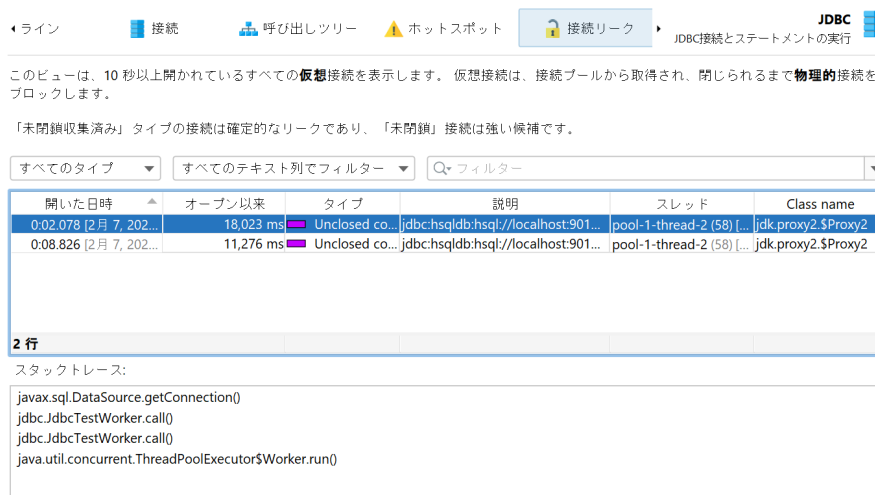 ライン 接続 呼び出しツリー ホットスポット 接続リーク JDBC
JDBC接続とステートメントの実行
このビューは、10 秒以上開かれているすべての仮想接続を表示します。 仮想接続は、接続プールから取得され、閉じられるまで物理的接続を
ブロックします。
「未閉鎖収集済み」タイプの接続は確定的なリークであり、「未閉鎖」接続は強い候補です。
すべてのタイプ すべてのテキスト列でフィルター フィルター
開いた日時 オープン以来 タイプ 説明 スレッド Class name
0:02.078 [2月 7, 202... 18,023 ms Unclosed co... jdbc:hsqldb:hsql://localhost:901... pool-1-thread-2 (58) [... jdk.proxy2.$Proxy2
0:08.826 [2月 7, 202... 11,276 ms Unclosed co... jdbc:hsqldb:hsql://localhost:901... pool-1-thread-2 (58) [... jdk.proxy2.$Proxy2
2 行
スタックトレース:
javax.sql.DataSource.getConnection()
jdbc.JdbcTestWorker.call()
jdbc.JdbcTestWorker.call()
java.util.concurrent.ThreadPoolExecutor$Worker.run()